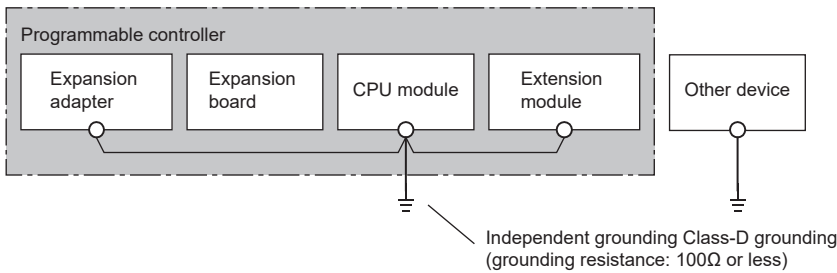 Programmable controller
Expansion
adapter
Expansion
board
CPU module
Extension
module
Other device
Independent grounding Class-D grounding
(grounding resistance: 100Ω or less)